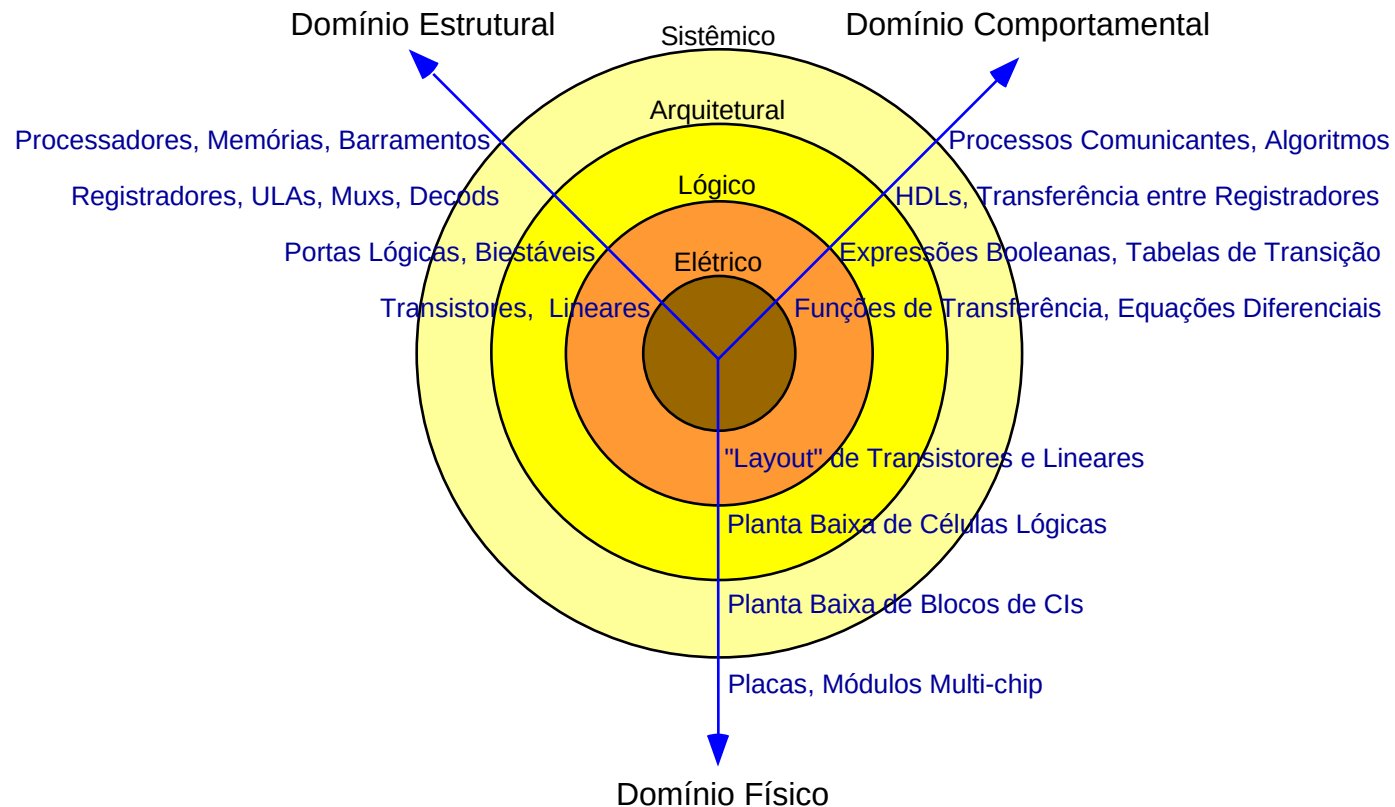 Domínio Estrutural
Domínio Comportamental
Sistêmico
Arquitetural
Processadores, Memórias, Barramentos
Processos Comunicantes, Algoritmos
Lógico
Registradores, ULAs, Muxs, Decods
HDLs, Transferência entre Registradores
Portas Lógicas, Biestáveis
Expressões Booleanas, Tabelas de Transição
Elétrico
Transistores, Lineares
Funções de Transferência, Equações Diferenciais
"Layout" de Transistores e Lineares
Planta Baixa de Células Lógicas
Planta Baixa de Blocos de CIs
Placas, Módulos Multi-chip
Domínio Físico